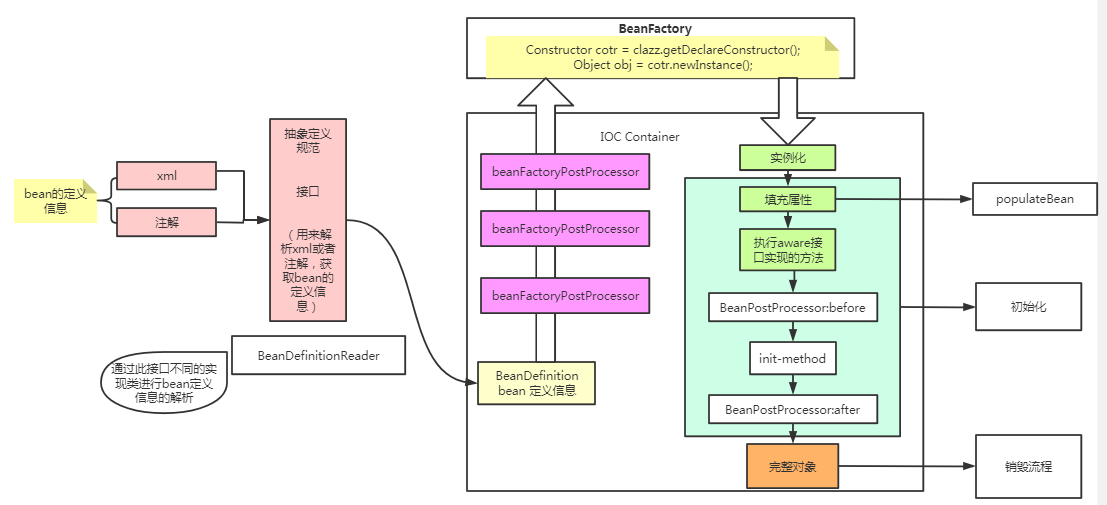 bean的定义
信息
xml
注解
抽象定义
规范
接口
（用来解
析xml或者
注解，获
取bean的
定义信
息）
BeanDefinitionReader
通过此接口不同的实
现类进行bean定义
信息的解析
BeanFactory
Constructor cotr = clazz.getDeclareConstructor();
Object obj = cotr.newInstance();
IOC Container
beanFactoryPostProcessor
beanFactoryPostProcessor
beanFactoryPostProcessor
BeanDefinition
bean 定义信息
实例化
填充属性
执行aware接
口实现的方法
BeanPostProcessor:before
init-method
BeanPostProcessor:after
完整对象
populateBean
初始化
销毁流程